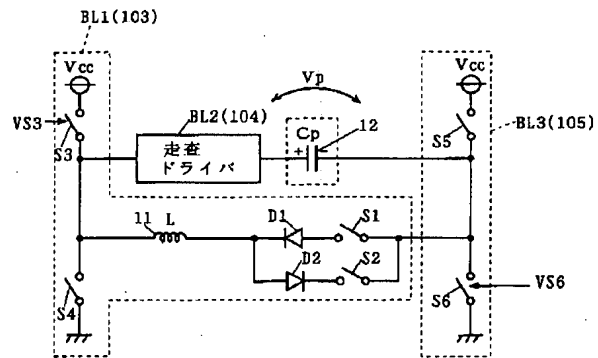 BL1(103)
Vcc
VS3
S3
BL2(104)
走査
ドライバ
Vp
Cp
+
-
12
Vcc
S5
BL3(105)
11
L
D1
S1
D2
S2
S4
S6
VS6